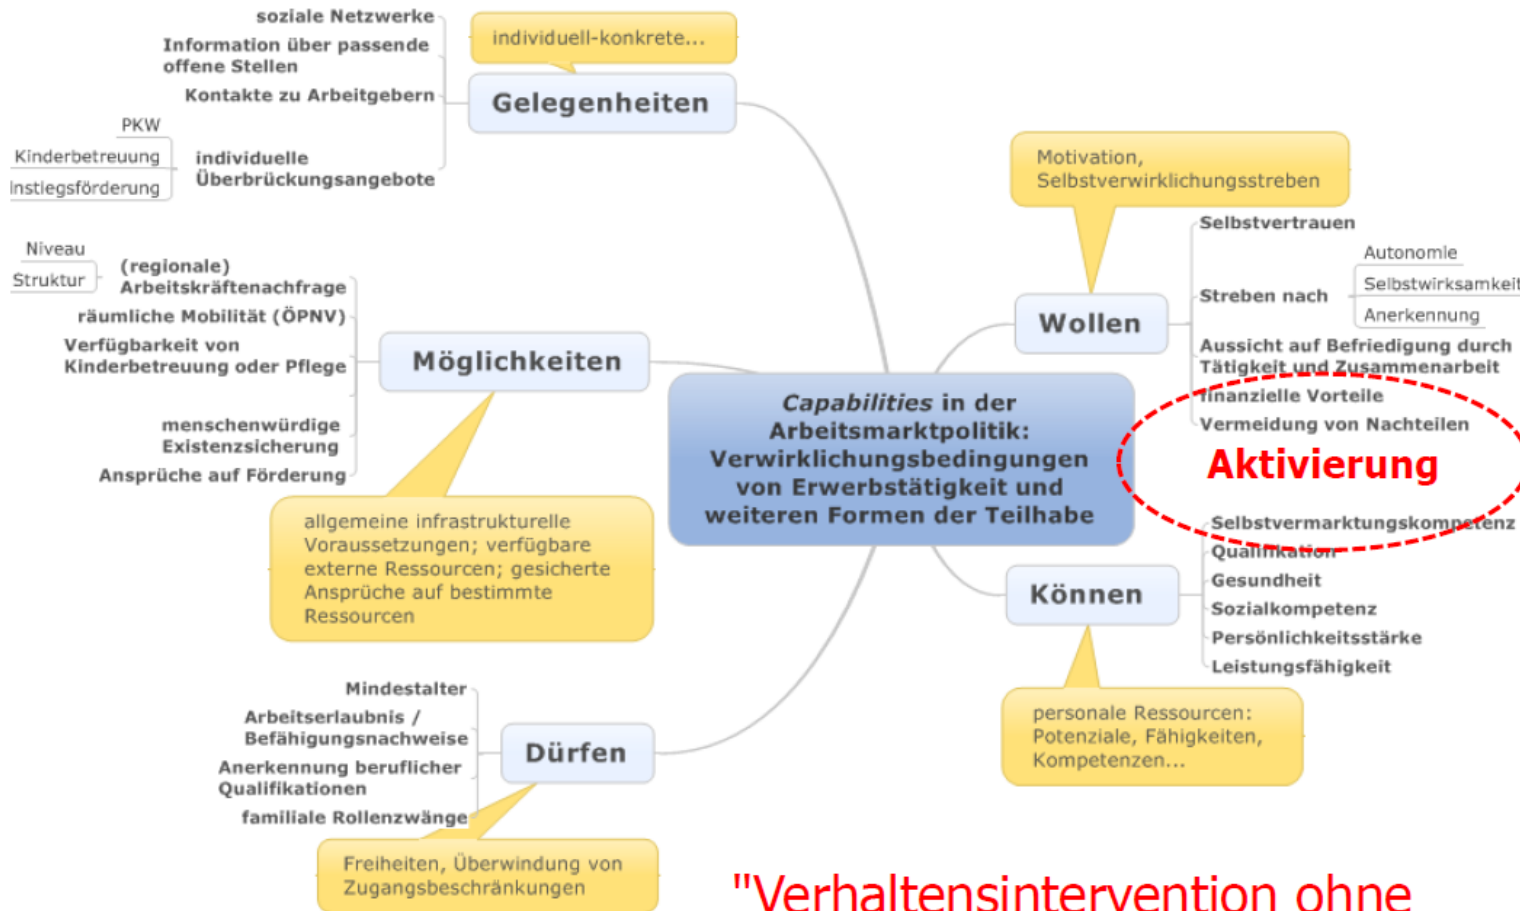 soziale Netzwerke
Information über passende
offene Stellen
Kontakte zu Arbeitgebern
PKW
Kinderbetreuung
instiegsförderung
individuelle
Überbrückungsangebote
individuell-konkrete...
Gelegenheiten
Niveau
Struktur
(regionale)
Arbeitskräftenachfrage
räumliche Mobilität (ÖPNV)
Verfügbarkeit von
Kinderbetreuung oder Pflege
menschenwürdige
Existenzsicherung
Ansprüche auf Förderung
Möglichkeiten
allgemeine infrastrukturelle
Voraussetzungen; verfügbare
externe Ressourcen; gesicherte
Ansprüche auf bestimmte
Ressourcen
Mindestalter
Arbeitserlaubnis /
Befähigungsnachweise
Anerkennung beruflicher
Qualifikationen
familiale Rollenzwänge
Dürfen
Freiheiten, Überwindung von
Zugangsbeschränkungen
Capabilities in der
Arbeitsmarktpolitik:
Verwirklichungsbedingungen
von Erwerbstätigkeit und
weiteren Formen der Teilhabe
Motivation,
Selbstverwirklichungsstreben
Wollen
Selbstvertrauen
Streben nach
Autonomie
Selbstwirksamkeit
Anerkennung
Aussicht auf Befriedigung durch
Tätigkeit und Zusammenarbeit
finanzielle Vorteile
Vermeidung von Nachteilen
Aktivierung
Selbstvermarktungskompetenz
Qualifikation
Gesundheit
Sozialkompetenz
Persönlichkeitsstärke
Leistungsfähigkeit
Können
personale Ressourcen:
Potenziale, Fähigkeiten,
Kompetenzen...
"Verhaltensintervention ohne